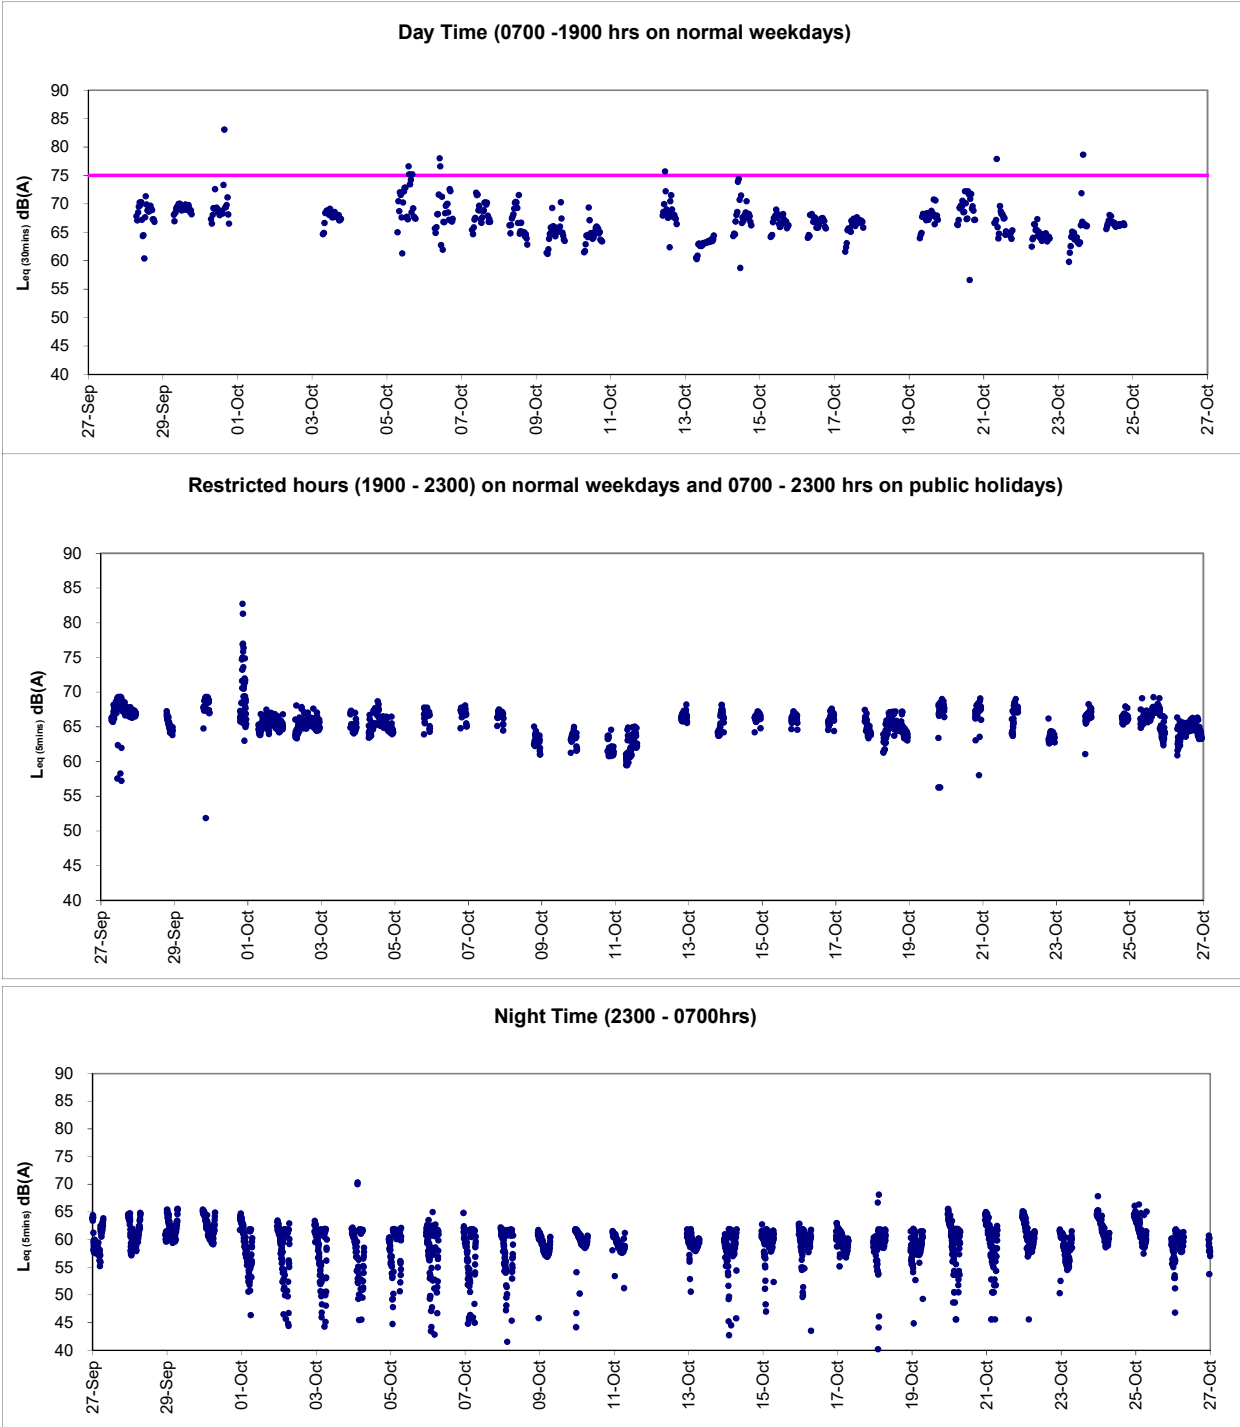 Day Time (0700 -1900 hrs on normal weekdays)
90
85
80
75
70
65
60
55
50
45
40
Leq (30mins) dB(A)
27-Sep
29-Sep
01-Oct
03-Oct
05-Oct
07-Oct
09-Oct
11-Oct
13-Oct
15-Oct
17-Oct
19-Oct
21-Oct
23-Oct
25-Oct
27-Oct
Restricted hours (1900 - 2300) on normal weekdays and 0700 - 2300 hrs on public holidays)
90
85
80
75
70
65
60
55
50
45
40
Leq (5mins) dB(A)
27-Sep
29-Sep
01-Oct
03-Oct
05-Oct
07-Oct
09-Oct
11-Oct
13-Oct
15-Oct
17-Oct
19-Oct
21-Oct
23-Oct
25-Oct
27-Oct
Night Time (2300 - 0700hrs)
90
85
80
75
70
65
60
55
50
45
40
Leq (5mins) dB(A)
27-Sep
29-Sep
01-Oct
03-Oct
05-Oct
07-Oct
09-Oct
11-Oct
13-Oct
15-Oct
17-Oct
19-Oct
21-Oct
23-Oct
25-Oct
27-Oct